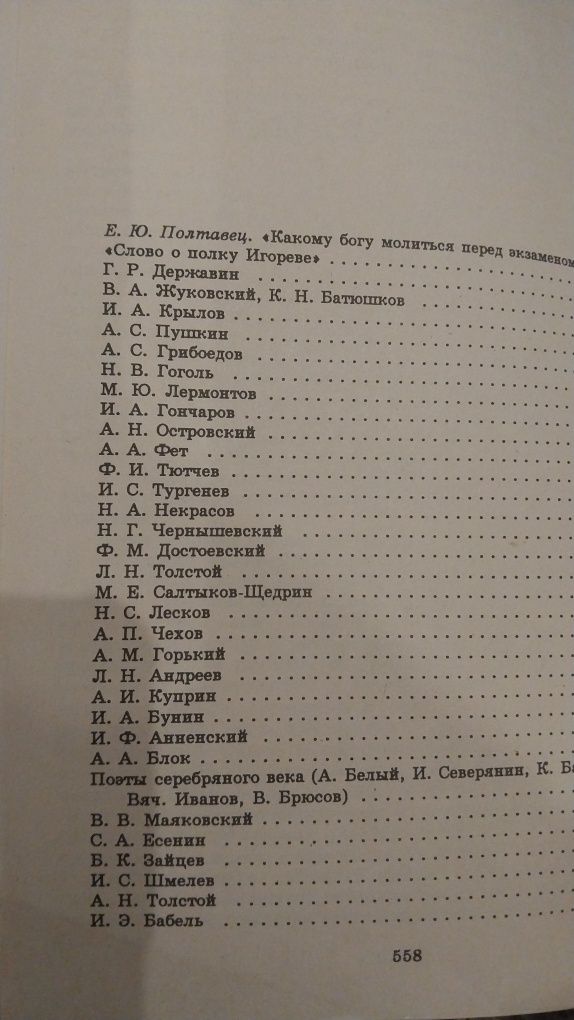 Е. Ю. Полтавец. «Какому богу молиться перед экзаменом
«Слово о полку Игореве» . . . . . . . . . . . . . . . . . . .
Г. Р. Державин . . . . . . . . . . . . . . . . . . . .
В. А. Жуковский, К. Н. Батюшков . . . . . . . . . .
И. А. Крылов . . . . . . . . . . . . . . . . . . . .
А. С. Пушкин . . . . . . . . . . . . . . . . . . . .
А. С. Грибоедов . . . . . . . . . . . . . . . . . . . .
Н. В. Гоголь . . . . . . . . . . . . . . . . . . . .
М. Ю. Лермонтов . . . . . . . . . . . . . . . . . . . .
И. А. Гончаров . . . . . . . . . . . . . . . . . . . .
А. Н. Островский . . . . . . . . . . . . . . . . . . . .
А. А. Фет . . . . . . . . . . . . . . . . . . . .
Ф. И. Тютчев . . . . . . . . . . . . . . . . . . . .
И. С. Тургенев . . . . . . . . . . . . . . . . . . . .
Н. А. Некрасов . . . . . . . . . . . . . . . . . . . .
Н. Г. Чернышевский . . . . . . . . . . . . . . . . . . .
Ф. М. Достоевский . . . . . . . . . . . . . . . . . . . .
Л. Н. Толстой . . . . . . . . . . . . . . . . . . . .
М. Е. Салтыков-Щедрин . . . . . . . . . . . . . . . .
Н. С. Лесков . . . . . . . . . . . . . . . . . . . .
А. П. Чехов . . . . . . . . . . . . . . . . . . . .
А. М. Горький . . . . . . . . . . . . . . . . . . . .
Л. Н. Андреев . . . . . . . . . . . . . . . . . . . .
А. И. Куприн . . . . . . . . . . . . . . . . . . . .
И. А. Бунин . . . . . . . . . . . . . . . . . . . .
И. Ф. Анненский . . . . . . . . . . . . . . . . . . . .
А. А. Блок . . . . . . . . . . . . . . . . . . . .
Поэты серебряного века (А. Белый, И. Северянин, К.
Вяч. Иванов, В. Брюсов) . . . . . . . . . . . . . .
В. В. Маяковский . . . . . . . . . . . . . . . . . . . .
С. А. Есенин . . . . . . . . . . . . . . . . . . . .
Б. К. Зайцев . . . . . . . . . . . . . . . . . . . .
И. С. Шмелев . . . . . . . . . . . . . . . . . . . .
А. Н. Толстой . . . . . . . . . . . . . . . . . . . .
И. Э. Бабель . . . . . . . . . . . . . . . . . . . .
558